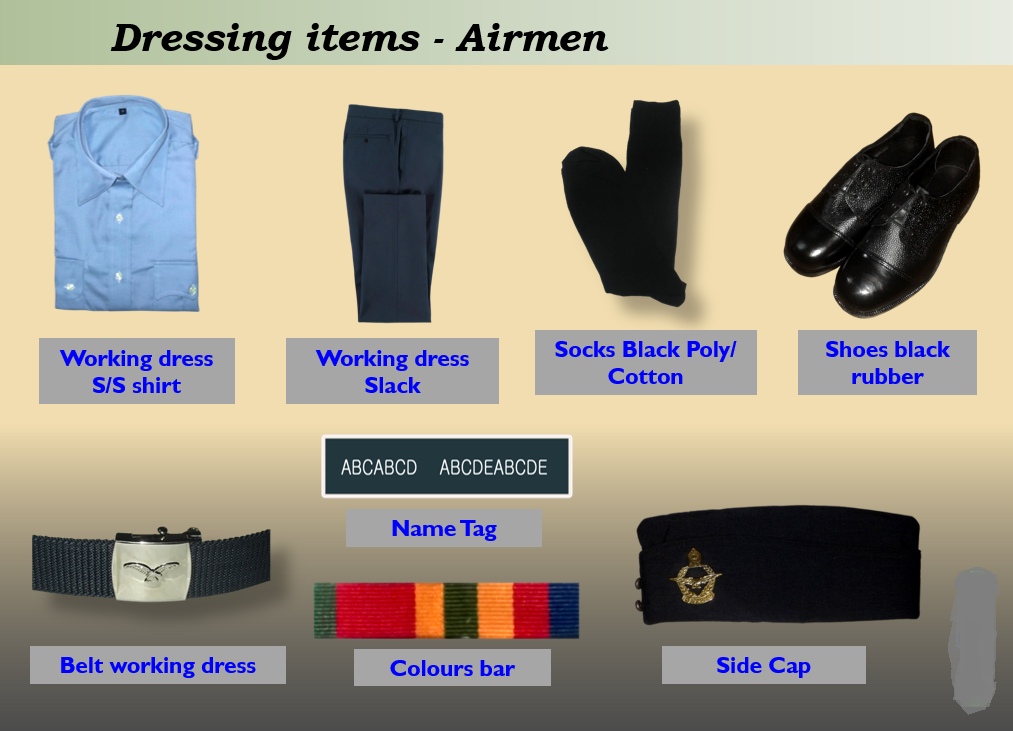 Dressing items - Airmen
Working dress
S/S shirt
Working dress
Slack
Socks Black Poly/
Cotton
Shoes black
rubber
ABCABCD ABCDEABCDE
Name Tag
Belt working dress
Colours bar
Side Cap